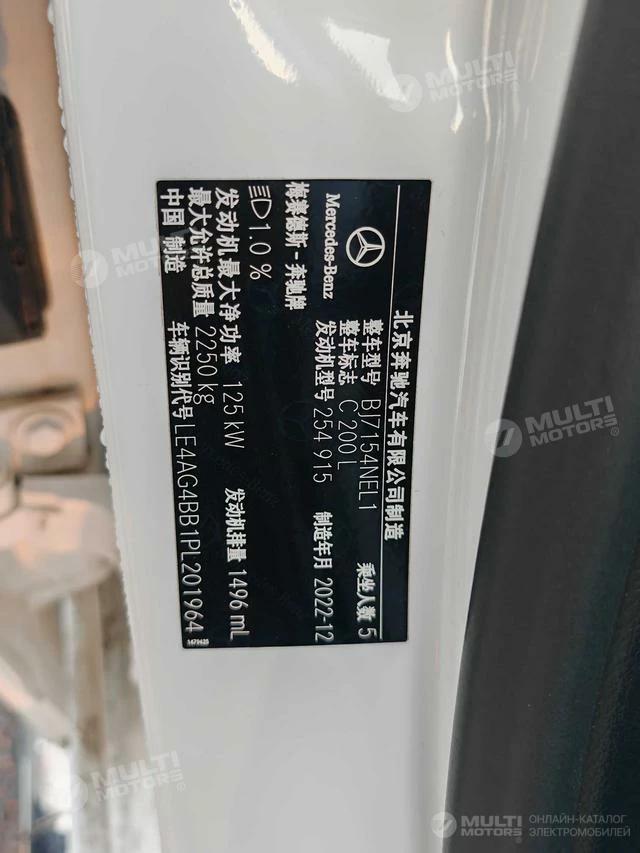 北京奔驰汽车有限公司制造
Mercedes-Benz
梅赛德斯-奔驰牌
整车型号 BJ7154NEL1 乘坐人数 5
整车标志 C 200 L
发动机型号 254 915 制造年月 2022-12
1.0 %
发动机最大净功率 125 kW 发动机排量 1496 mL
最大允许总质量 2250 kg
中国 制造 车辆识别代号 LE4AG4BB1PL201964
1479425
MULTI MOTORS
MULTI MOTORS
MULTI MOTORS
MULTI MOTORS
MULTI MOTORS ОНЛАЙН-КАТАЛОГ
ЭЛЕКТРОМОБИЛЕЙ